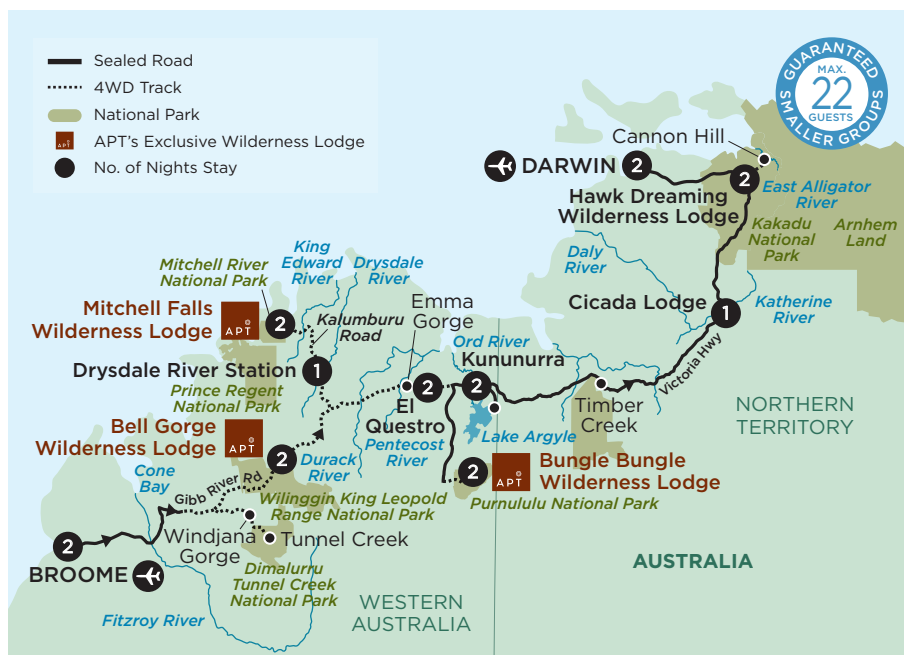 Sealed Road
4WD Track
National Park
APT
APT's Exclusive Wilderness Lodge
No. of Nights Stay
GUARANTEED
MAX.
22
GUESTS
SMALLER GROUPS
Cannon Hill
DARWIN 2
2
Hawk Dreaming
Wilderness Lodge
East Alligator
River
Kakadu
National
Park
Arnhem
Land
Daly
River
Cicada Lodge
1
Katherine
River
King
Edward
River
Drysdale
River
Mitchell River
National Park
Mitchell Falls
Wilderness Lodge
APT
2
Kalumburu
Road
Emma
Gorge
Ord River
Kununurra
Victoria Hwy
Drysdale River Station
1
Prince Regent
National Park
2
2
El
Questro
Timber
Creek
NORTHERN
TERRITORY
Bell Gorge
Wilderness Lodge
APT
2
Durack
River
Pentecost
River
Lake Argyle
2
APT
Bungle Bungle
Wilderness Lodge
Purnululu National Park
Cone
Bay
Gibb River Rd
Wilinggin King Leopold
Range National Park
Windjana
Gorge
Tunnel Creek
2
BROOME
Dimalurru
Tunnel Creek
National Park
AUSTRALIA
WESTERN
AUSTRALIA
Fitzroy River